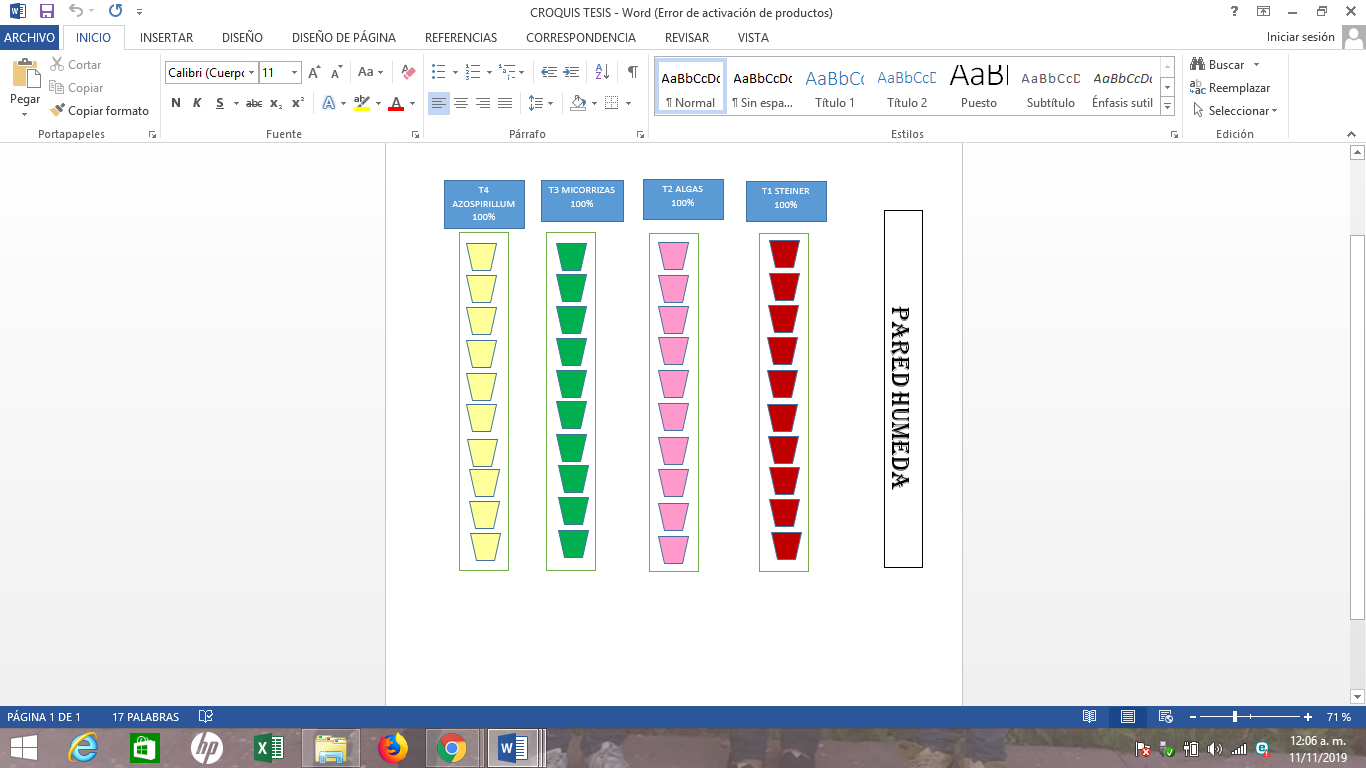 CROQUIS TESIS - Word (Error de activación de productos)
ARCHIVO INICIO INSERTAR DISEÑO DISEÑO DE PÁGINA REFERENCIAS CORRESPONDENCIA REVISAR VISTA Iniciar sesión
Pegar
Cortar
Copiar
Copiar formato
Portapapeles
Calibri (Cuerpo 11
N K S abc x₂ x²
Fuente
Párrafo
AaBbCcDc AaBbCcDc AaBbCc AaBbCcD AaB AaBbCcD AaBbCcDc
¶ Normal ¶ Sin espa... Título 1 Título 2 Puesto Subtítulo Énfasis sutil
Estilos
Buscar
Reemplazar
Seleccionar
Edición
T4
AZOSPIRILLUM
100%
T3 MICORRIZAS
100%
T2 ALGAS
100%
T1 STEINER
100%
PARED HUMEDA
PÁGINA 1 DE 1 17 PALABRAS 71 %
12:06 a. m.
11/11/2019